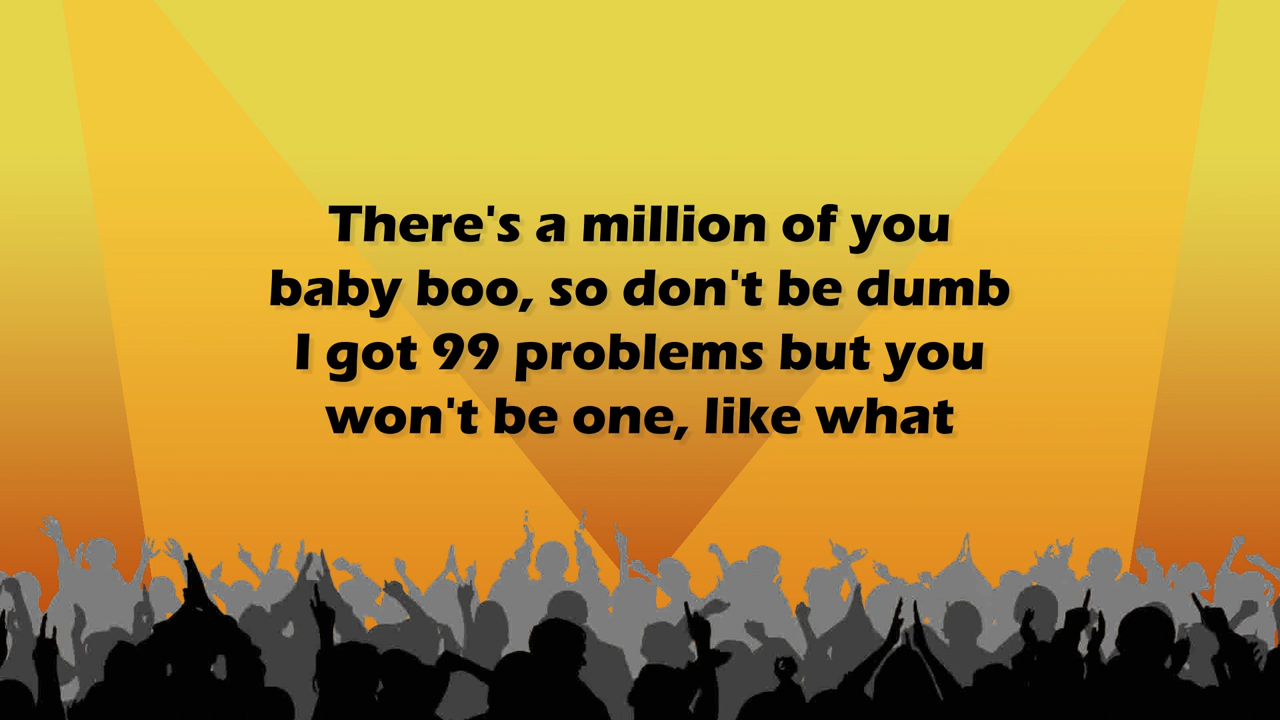 There's a million of you
baby boo, so don't be dumb
I got 99 problems but you
won't be one, like what